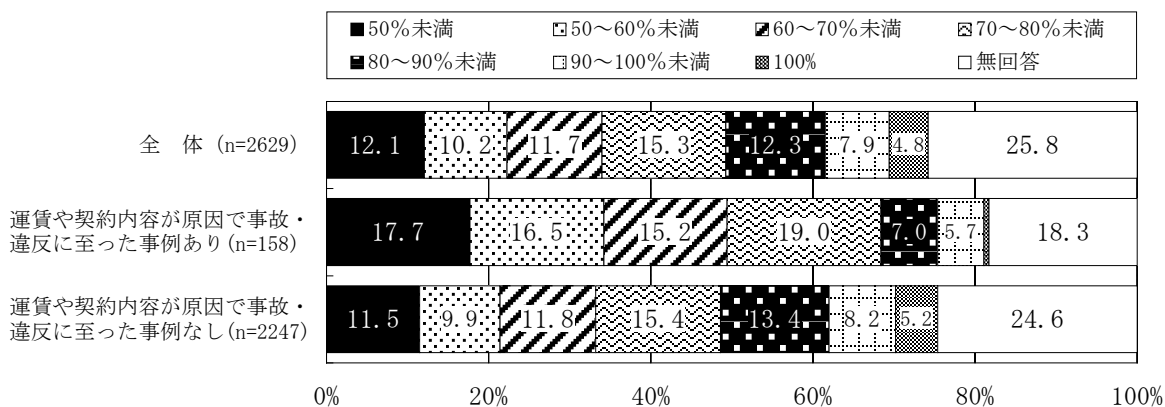 ■50％未満 50～60％未満 60～70％未満 70～80％未満
80～90％未満 90～100％未満 100% □無回答
全　体 (n=2629)
12.1 10.2 11.7 15.3 12.3 7.9 4.8 25.8
運賃や契約内容が原因で事故・
違反に至った事例あり(n=158)
17.7 16.5 15.2 19.0 7.0 5.7 18.3
運賃や契約内容が原因で事故・
違反に至った事例なし(n=2247)
11.5 9.9 11.8 15.4 13.4 8.2 5.2 24.6
0% 20% 40% 60% 80% 100%